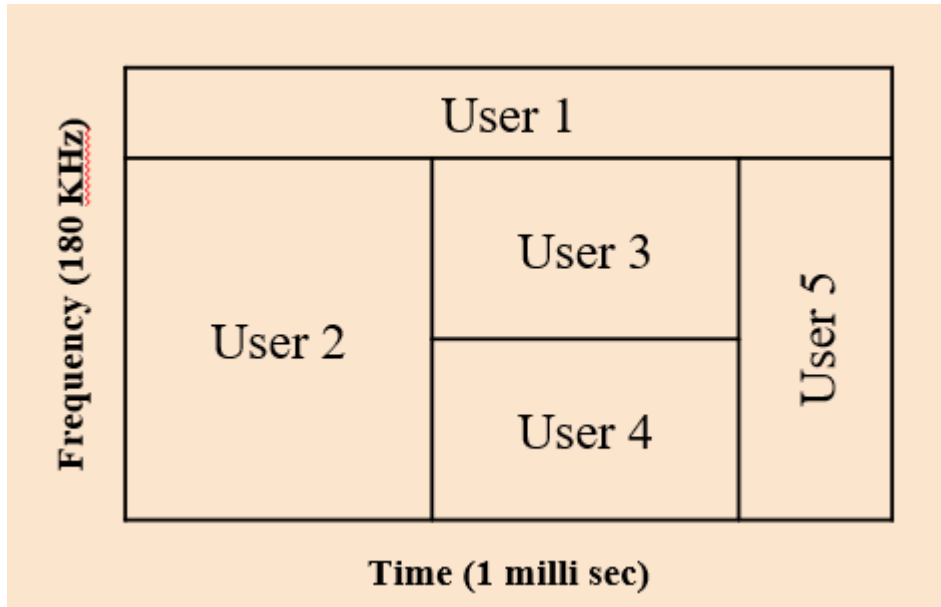 User 1
Frequency (180 KHz)
User 3
User 2
User 5
User 4
Time (1 milli sec)